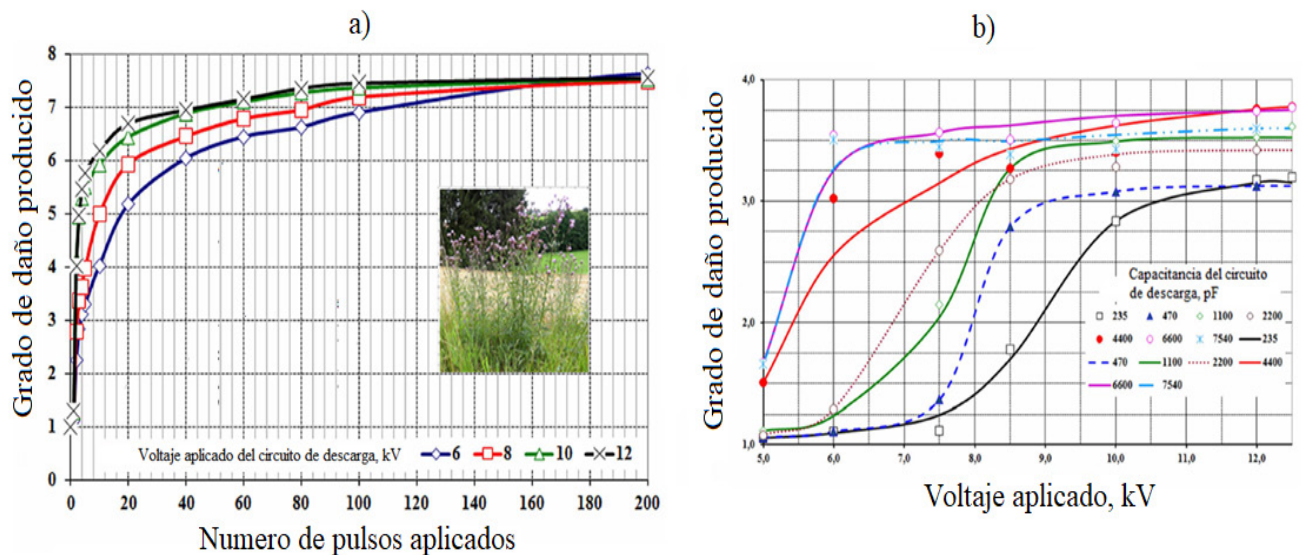 a)
Grado de daño producido
8
7
6
5
4
3
2
1
0
0 20 40 60 80 100 120 140 160 180 200
Voltaje aplicado del circuito de descarga, kV 6 8 10 12
Numero de pulsos aplicados
b)
Grado de daño producido
4,0
3,0
2,0
1,0
5,0 6,0 7,0 8,0 9,0 10,0 11,0 12,0
Capacitancia del circuito
de descarga, pF
235 470 1100 2200
4400 6600 7540 235
470 1100 2200 4400
6600 7540
Voltaje aplicado, kV